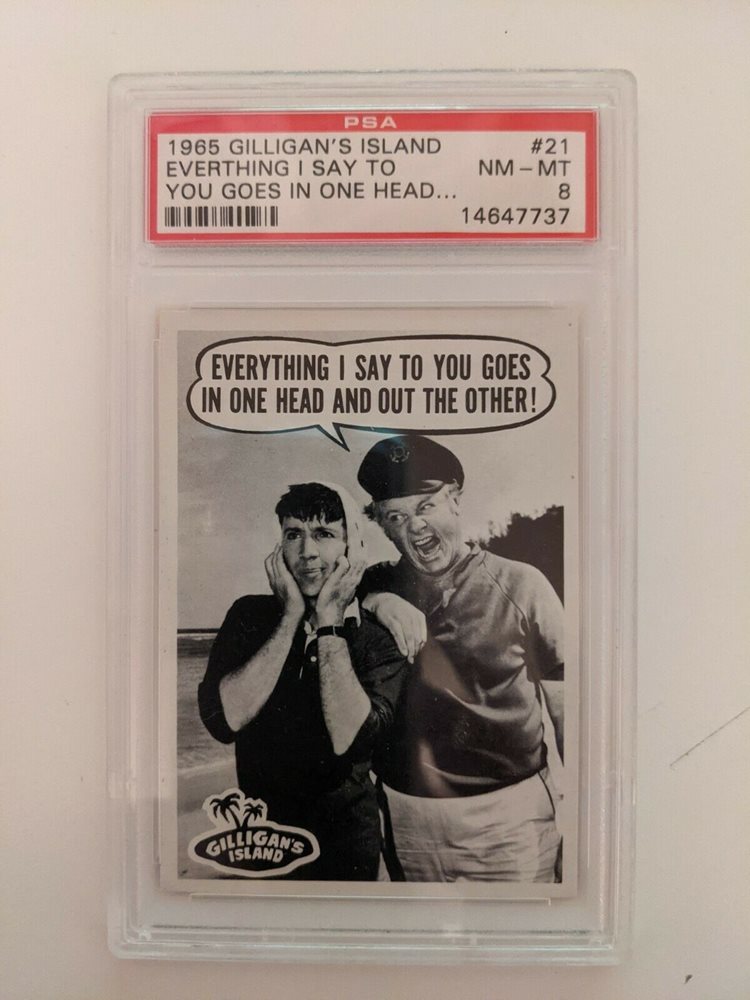 PSA
1965 GILLIGAN'S ISLAND #21
EVERTHING I SAY TO NM - MT
YOU GOES IN ONE HEAD... 8
14647737
EVERYTHING I SAY TO YOU GOES
IN ONE HEAD AND OUT THE OTHER!
GILLIGAN'S
ISLAND